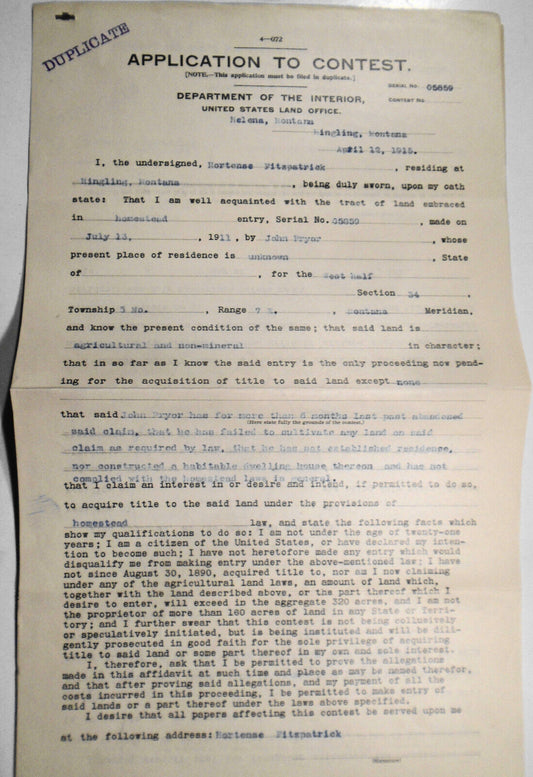 DUPLICATE
4—072
APPLICATION TO CONTEST.
[NOTE.—This application must be filed in duplicate.]
SERIAL No. 05859
CONTEST No.
DEPARTMENT OF THE INTERIOR,
UNITED STATES LAND OFFICE.
Helena, Montana
Ringling, Montana
April 12, 1915.
I, the undersigned, Hortense Fitzpatrick, residing at
Ringling, Montana, being duly sworn, upon my oath
state: That I am well acquainted with the tract of land embraced
in homestead entry, Serial No. 05859, made on
July 13, 1911, by John Pryor, whose
present place of residence is unknown, State
of , for the West half
Section 34,
Township 5 No., Range 7 E., Montana Meridian,
and know the present condition of the same; that said land is
agricultural and non-mineral in character;
that in so far as I know the said entry is the only proceeding now pend-
ing for the acquisition of title to said land except none
that said John Pryor has for more than 6 months last past abandoned
(Here state fully the grounds of the contest.)
said claim, that he has failed to cultivate any land on said
claim as required by law, that he has not established residence,
nor constructed a habitable dwelling house thereon and has not
complied with the homestead laws in general.
that I claim an interest in or desire and intend, if permitted to do so,
to acquire title to the said land under the provisions of
homestead law, and state the following facts which
show my qualifications to do so: I am not under the age of twenty-one
years; I am a citizen of the United States, or have declared my inten-
tion to become such; I have not heretofore made any entry which would
disqualify me from making entry under the above-mentioned law; I have
not since August 30, 1890, acquired title to, nor am I now claiming
under any of the agricultural land laws, an amount of land which,
together with the land described above, or the part thereof which I
desire to enter, will exceed in the aggregate 320 acres, and I am not
the proprietor of more than 160 acres of land in any State or Terri-
tory; and I further swear that this contest is not being collusively
or speculatively initiated, but is being instituted and will be dili-
gently prosecuted in good faith for the sole privilege of acquiring
title to said land or some part thereof in my own and sole interest.
I, therefore, ask that I be permitted to prove the allegations
made in this affidavit at such time and place as may be named therefor,
and that after proving said allegations, and my payment of all the
costs incurred in this proceeding, I be permitted to make entry of
said lands or a part thereof under the laws above specified.
I desire that all papers affecting this contest be served upon me
at the following address: Hortense Fitzpatrick